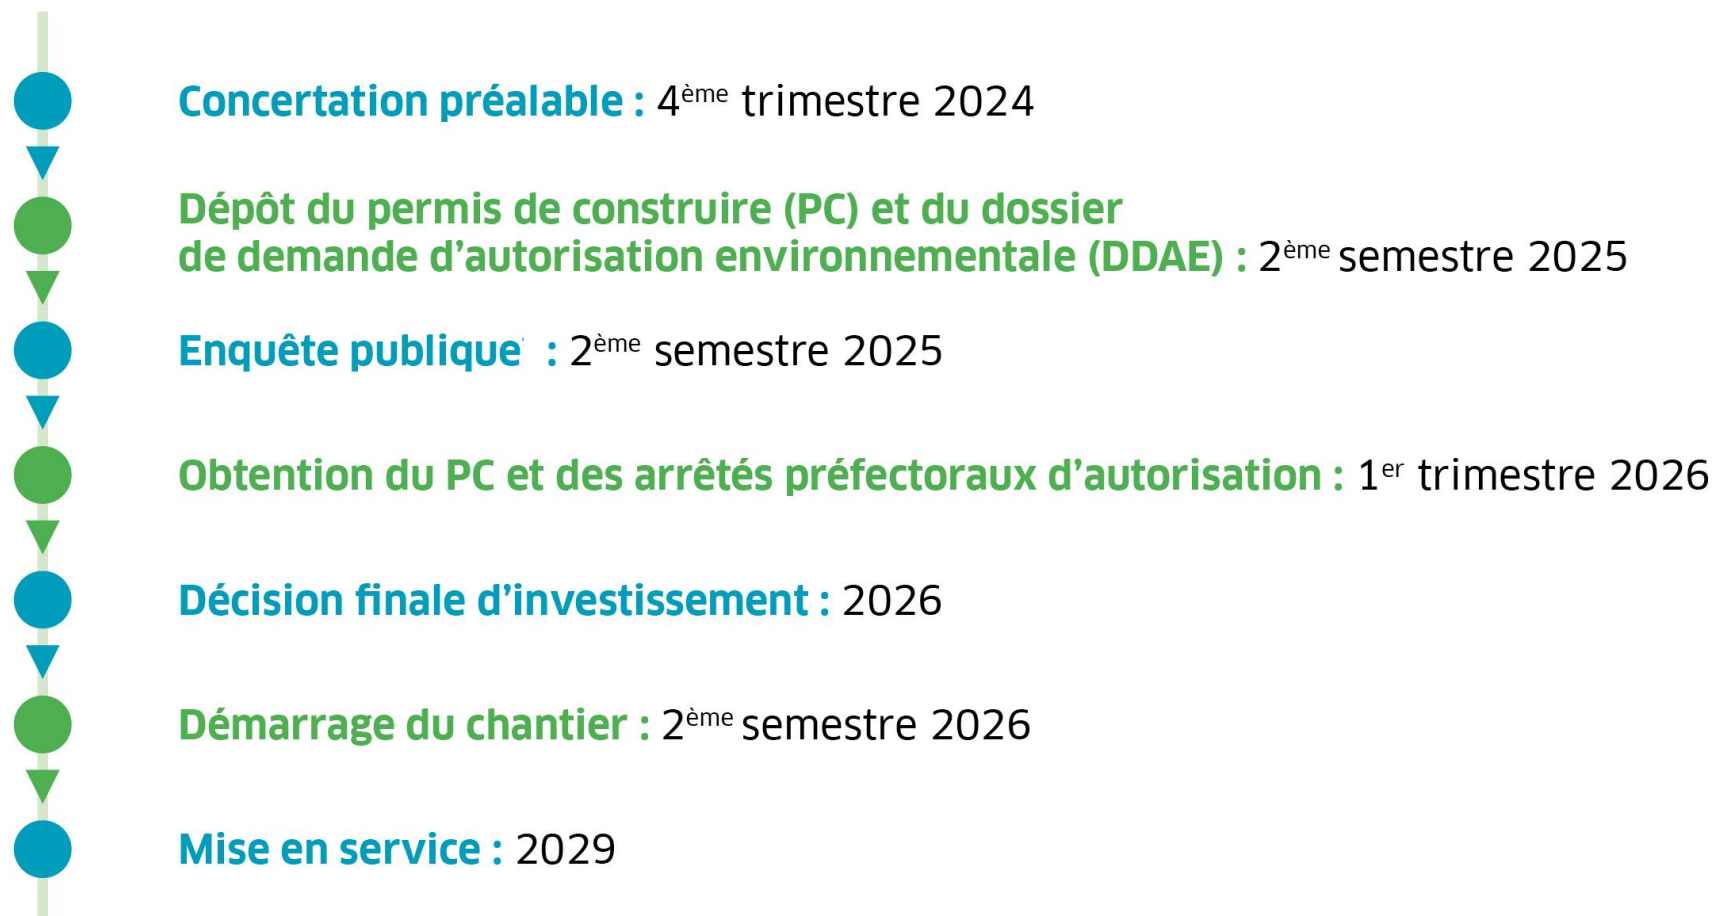 Concertation préalable : 4ème trimestre 2024
Dépôt du permis de construire (PC) et du dossier
de demande d’autorisation environnementale (DDAE) : 2ème semestre 2025
Enquête publique : 2ème semestre 2025
Obtention du PC et des arrêtés préfectoraux d’autorisation : 1er trimestre 2026
Décision finale d’investissement : 2026
Démarrage du chantier : 2ème semestre 2026
Mise en service : 2029